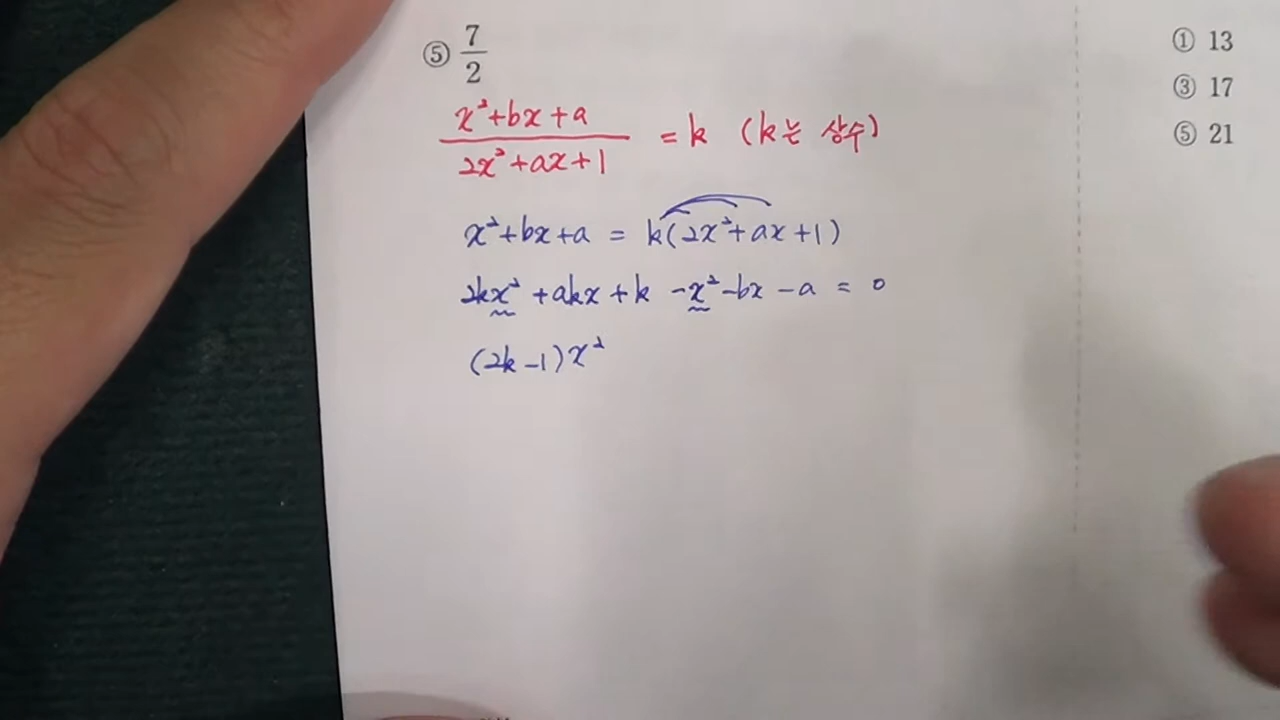 ⑤ 7/2
x²+bx+a / 2x²+ax+1 = k (k는 상수)
x²+bx+a = k(2x²+ax+1)
2kx² +akx +k -x²-bx -a = 0
(2k-1)x²
① 13
③ 17
⑤ 21